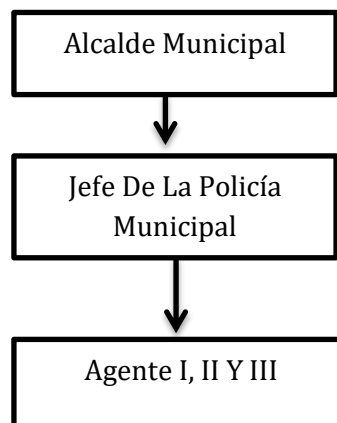 Alcalde Municipal
Jefe De La Policía
Municipal
Agente I, II Y III